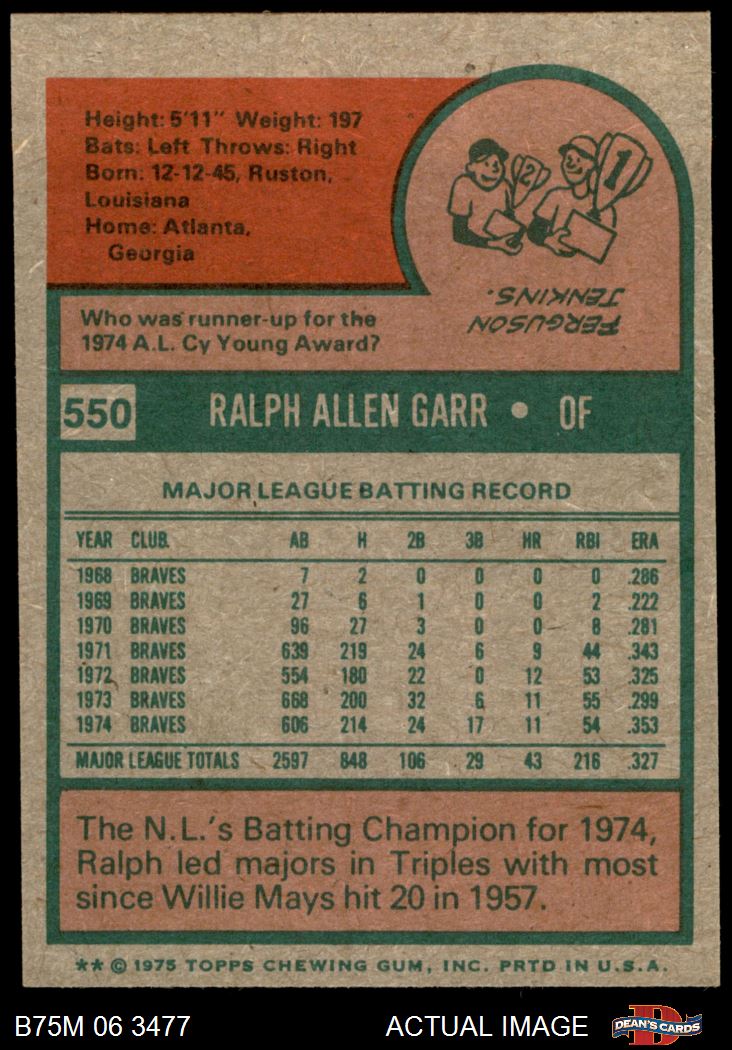 Height: 5'11" Weight: 197
Bats: Left Throws: Right
Born: 12-12-45, Ruston,
Louisiana
Home: Atlanta,
Georgia
2
1
FERGUSON
JENKINS.
Who was runner-up for the
1974 A.L. Cy Young Award?
550 RALPH ALLEN GARR • OF
MAJOR LEAGUE BATTING RECORD
YEAR CLUB. AB H 2B 3B HR RBI ERA
1968 BRAVES 7 2 0 0 0 0 .286
1969 BRAVES 27 6 1 0 0 2 .222
1970 BRAVES 96 27 3 0 0 8 .281
1971 BRAVES 639 219 24 6 9 44 .343
1972 BRAVES 554 180 22 0 12 53 .325
1973 BRAVES 668 200 32 6 11 55 .299
1974 BRAVES 606 214 24 17 11 54 .353
MAJOR LEAGUE TOTALS 2597 848 106 29 43 216 .327
The N.L.'s Batting Champion for 1974,
Ralph led majors in Triples with most
since Willie Mays hit 20 in 1957.
** © 1975 TOPPS CHEWING GUM, INC. PRTD IN U.S.A.
B75M 06 3477 ACTUAL IMAGE
D
DEAN'S CARDS